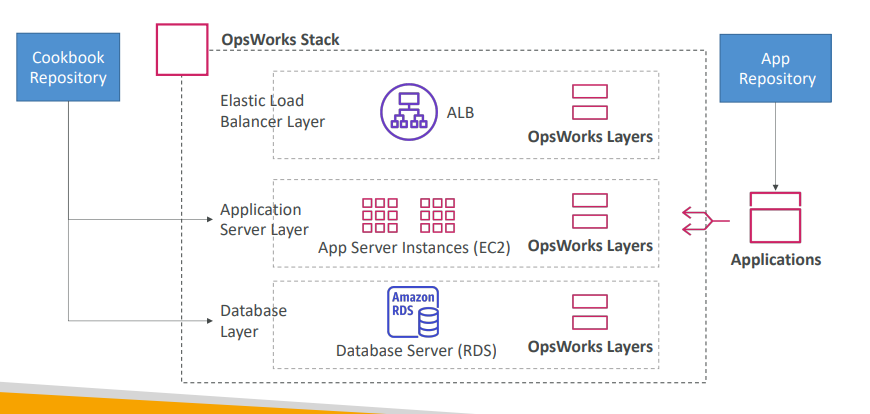 Cookbook
Repository
OpsWorks Stack
App
Repository
Elastic Load
Balancer Layer
ALB
OpsWorks Layers
Application
Server Layer
App Server Instances (EC2)
OpsWorks Layers
Applications
Database
Layer
Amazon
RDS
Database Server (RDS)
OpsWorks Layers